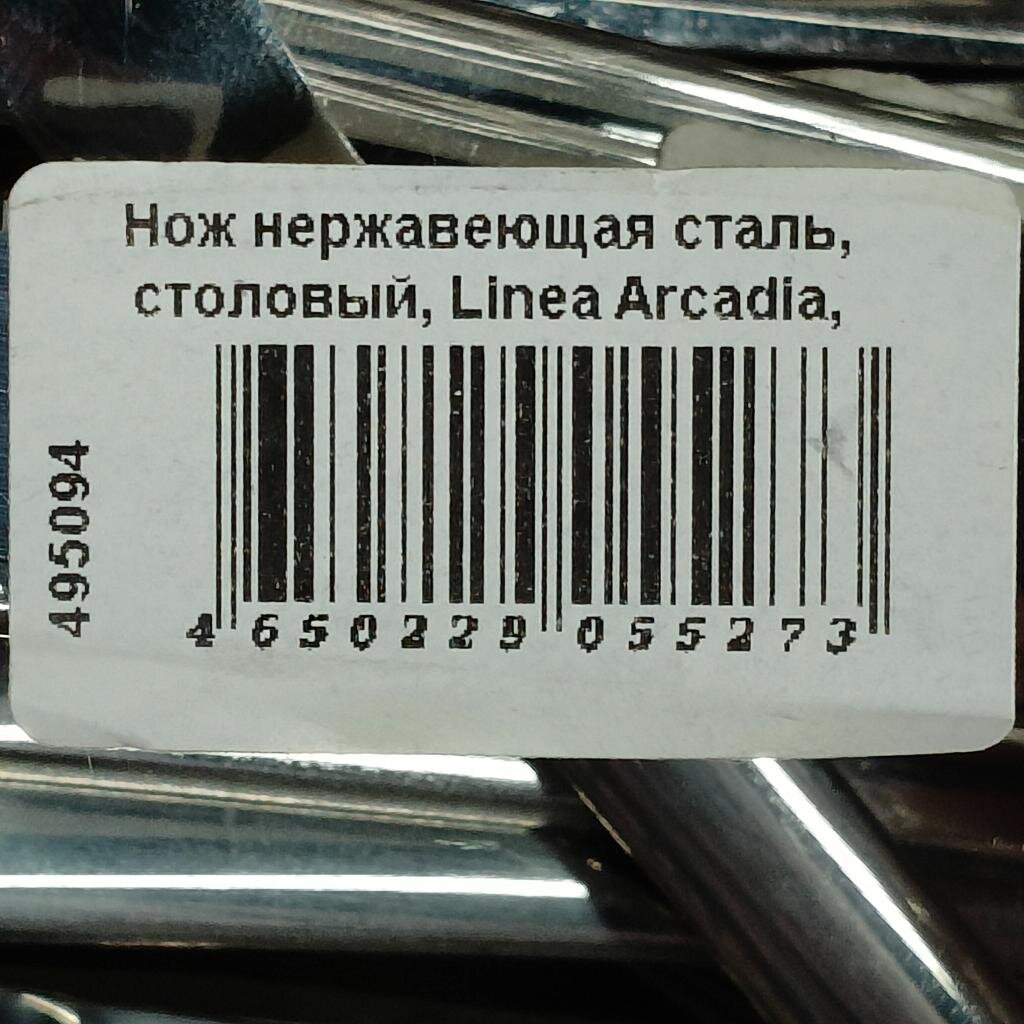 Нож нержавеющая сталь,
столовый, Linea Arcadia,
495094
4 650229 055273